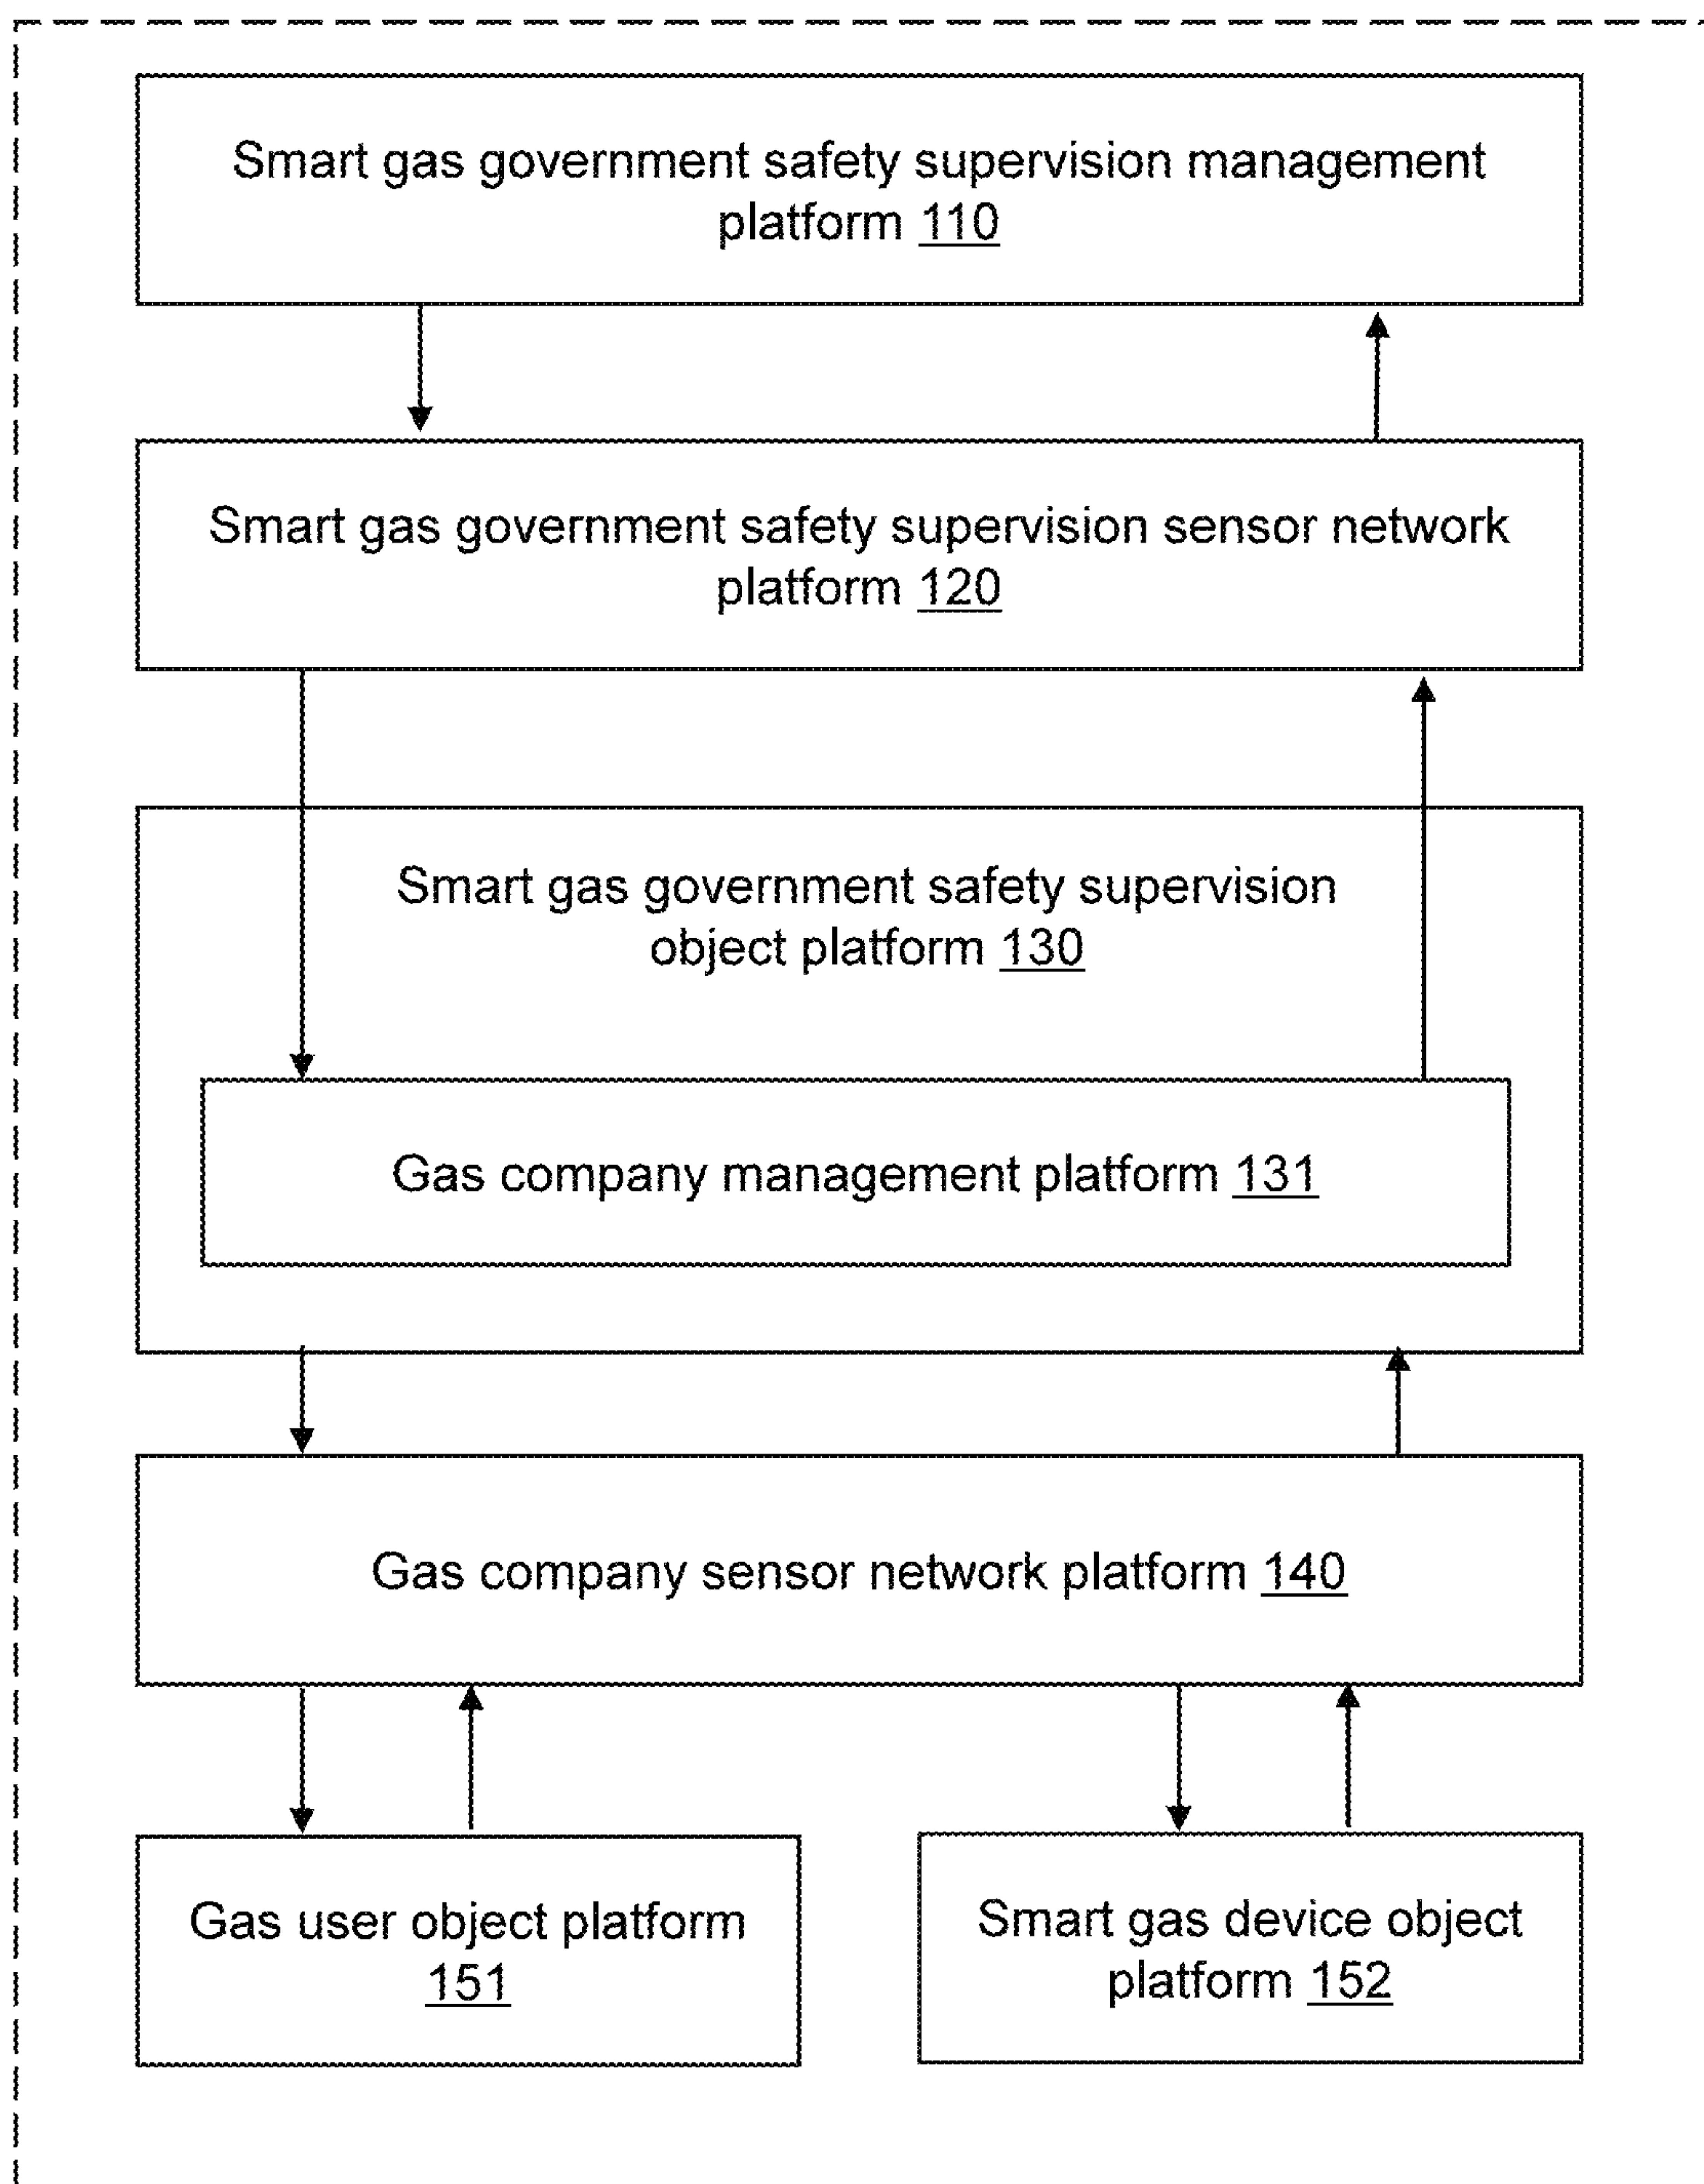 Smart gas government safety supervision management
platform 110
Smart gas government safety supervision sensor network
platform 120
Smart gas government safety supervision
object platform 130
Gas company management platform 131
Gas company sensor network platform 140
Gas user object platform
151
Smart gas device object
platform 152